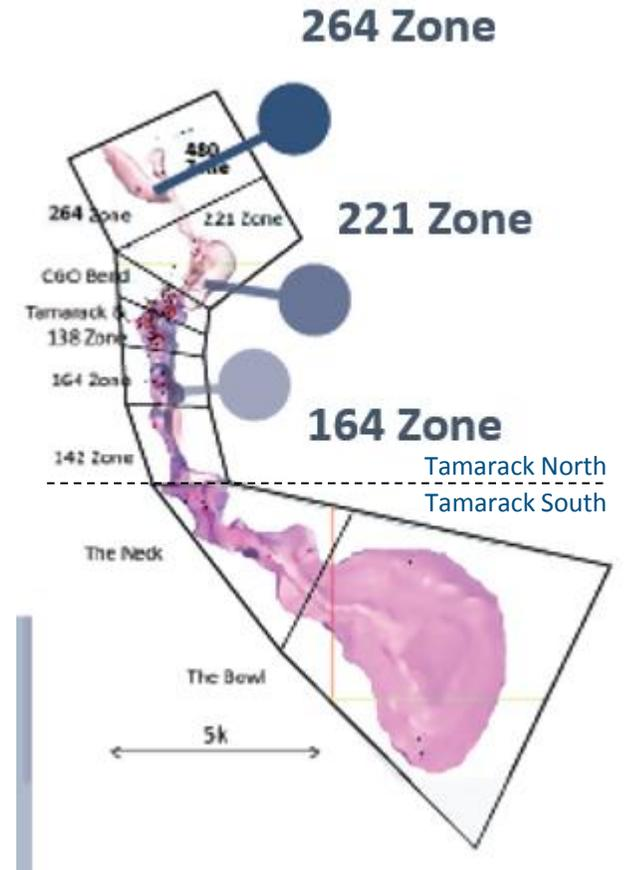 264 Zone
480
Zone
264 Zone
221 Zone
221 Zone
CGO Bend
Tamarack &
138 Zone
164 Zone
164 Zone
142 Zone
Tamarack North
Tamarack South
The Neck
The Bowl
5k